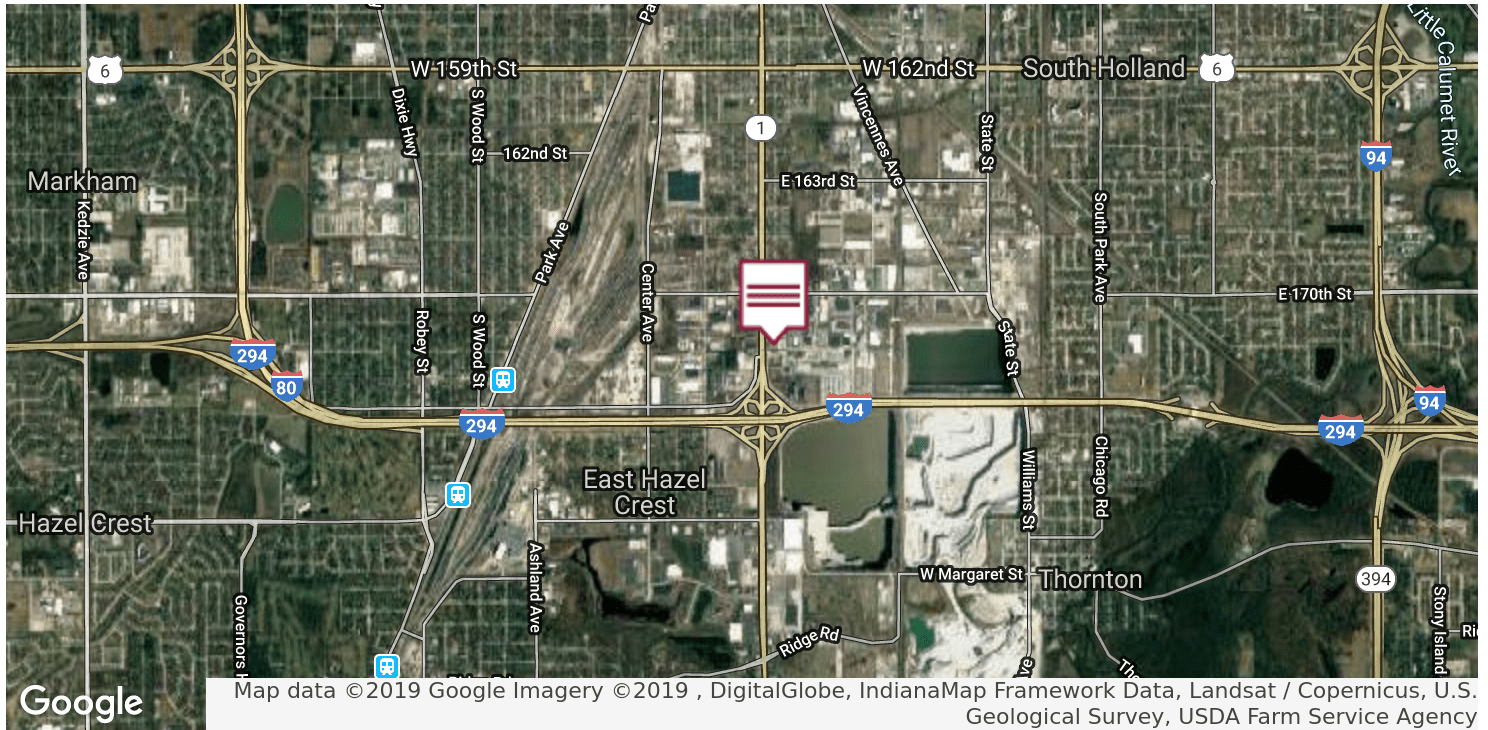 Pa
Little Calumet River
6
W 159th St
W 162nd St
South Holland
6
Dixie Hwy
S Wood St
1
Vincennes Ave
State St
162nd St
94
Markham
E 163rd St
Kedzie Ave
South Park Ave
Park Ave
Center Ave
E 170th St
Robey St
S Wood St
State St
294
80
294
294
94
294
East Hazel
Crest
Williams St
Chicago Rd
Hazel Crest
Ashland Ave
W Margaret St
Thornton
394
Governors H
Stony Island
Ridge Rd
Ri
ve
Tho
Google
Map data ©2019 Google Imagery ©2019 , DigitalGlobe, IndianaMap Framework Data, Landsat / Copernicus, U.S.
Geological Survey, USDA Farm Service Agency